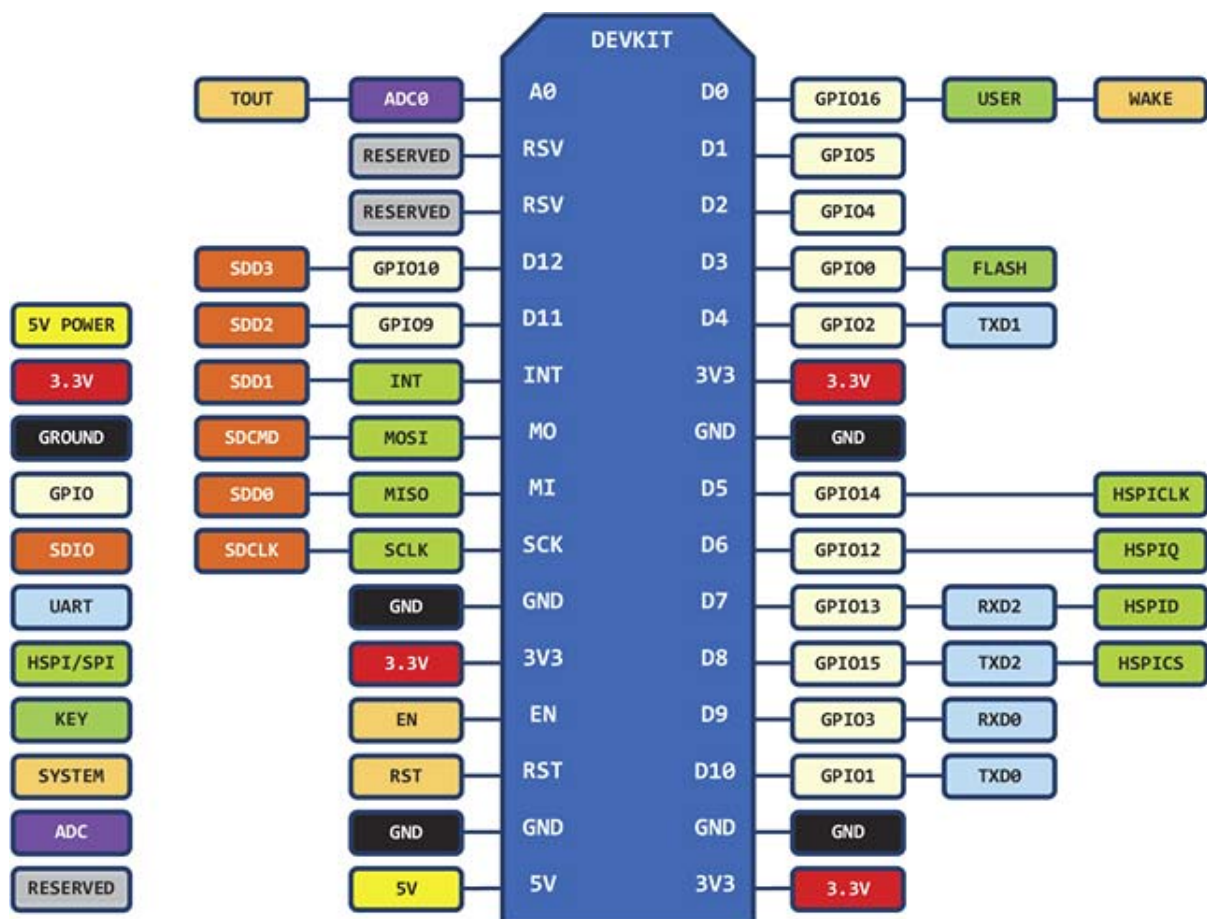 DEVKIT
TOUT ADC0 A0 D0 GPIO16 USER WAKE
RESERVED RSV D1 GPIO5
RESERVED RSV D2 GPIO4
SDD3 GPIO10 D12 D3 GPIO0 FLASH
5V POWER SDD2 GPIO9 D11 D4 GPIO2 TXD1
3.3V SDD1 INT INT 3V3 3.3V
GROUND SDCMD MOSI MO GND GND
GPIO SDD0 MISO MI D5 GPIO14 HSPICLK
SDIO SDCLK SCLK SCK D6 GPIO12 HSPIQ
UART GND GND D7 GPIO13 RXD2 HSPID
HSPI/SPI 3.3V 3V3 D8 GPIO15 TXD2 HSPICS
KEY EN EN D9 GPIO3 RXD0
SYSTEM RST RST D10 GPIO1 TXD0
ADC GND GND GND GND
RESERVED 5V 5V 3V3 3.3V